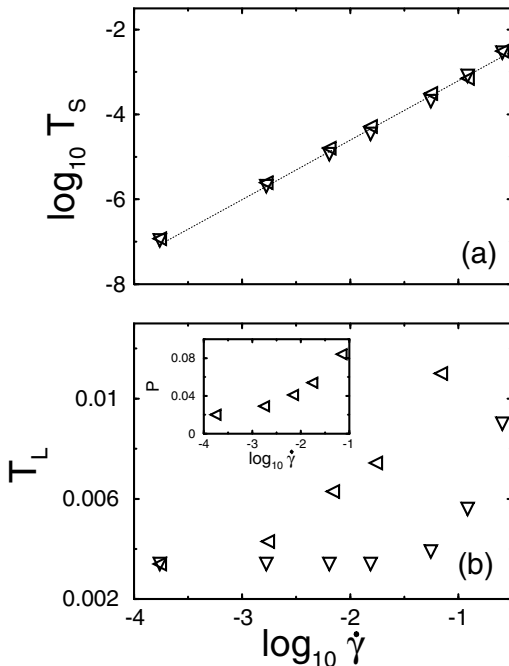 -2
-4
-6
-8
log₁₀ T_S
(a)
0.01
0.006
0.002
T_L
0.08
0.04
0
P
-4 -3 -2 -1
log₁₀ γ̇
(b)
-4 -3 -2 -1
log₁₀ γ̇